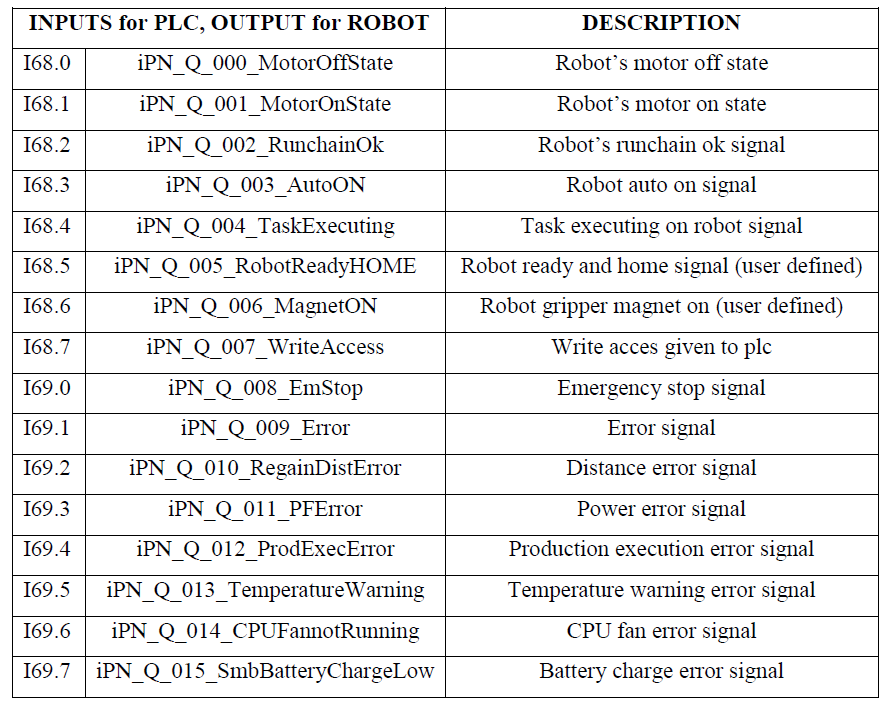 INPUTS for PLC, OUTPUT for ROBOT DESCRIPTION
I68.0 iPN_Q_000_MotorOffState Robot’s motor off state
I68.1 iPN_Q_001_MotorOnState Robot’s motor on state
I68.2 iPN_Q_002_RunchainOk Robot’s runchain ok signal
I68.3 iPN_Q_003_AutoON Robot auto on signal
I68.4 iPN_Q_004_TaskExecuting Task executing on robot signal
I68.5 iPN_Q_005_RobotReadyHOME Robot ready and home signal (user defined)
I68.6 iPN_Q_006_MagnetON Robot gripper magnet on (user defined)
I68.7 iPN_Q_007_WriteAccess Write acces given to plc
I69.0 iPN_Q_008_EmStop Emergency stop signal
I69.1 iPN_Q_009_Error Error signal
I69.2 iPN_Q_010_RegainDistError Distance error signal
I69.3 iPN_Q_011_PFError Power error signal
I69.4 iPN_Q_012_ProdExecError Production execution error signal
I69.5 iPN_Q_013_TemperatureWarning Temperature warning error signal
I69.6 iPN_Q_014_CPUFannotRunning CPU fan error signal
I69.7 iPN_Q_015_SmbBatteryChargeLow Battery charge error signal